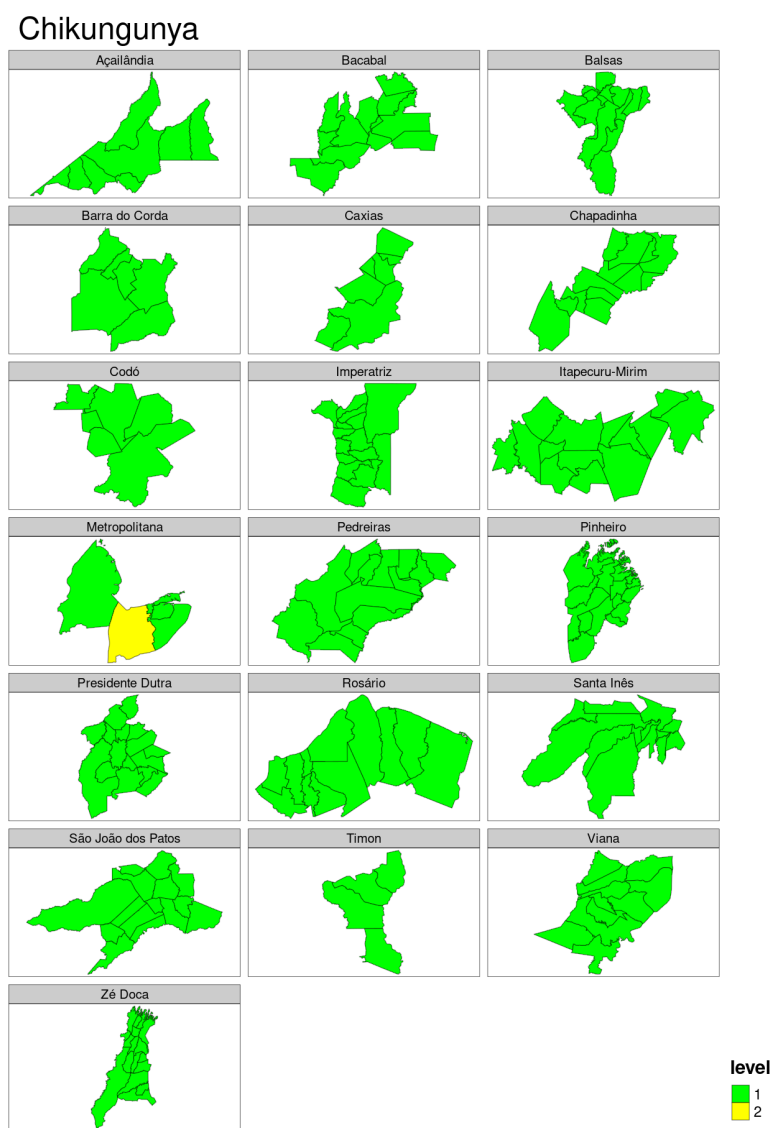 Chikungunya
Açailândia
Bacabal
Balsas
Barra do Corda
Caxias
Chapadinha
Codó
Imperatriz
Itapecuru-Mirim
Metropolitana
Pedreiras
Pinheiro
Presidente Dutra
Rosário
Santa Inês
São João dos Patos
Timon
Viana
Zé Doca
level
1
2